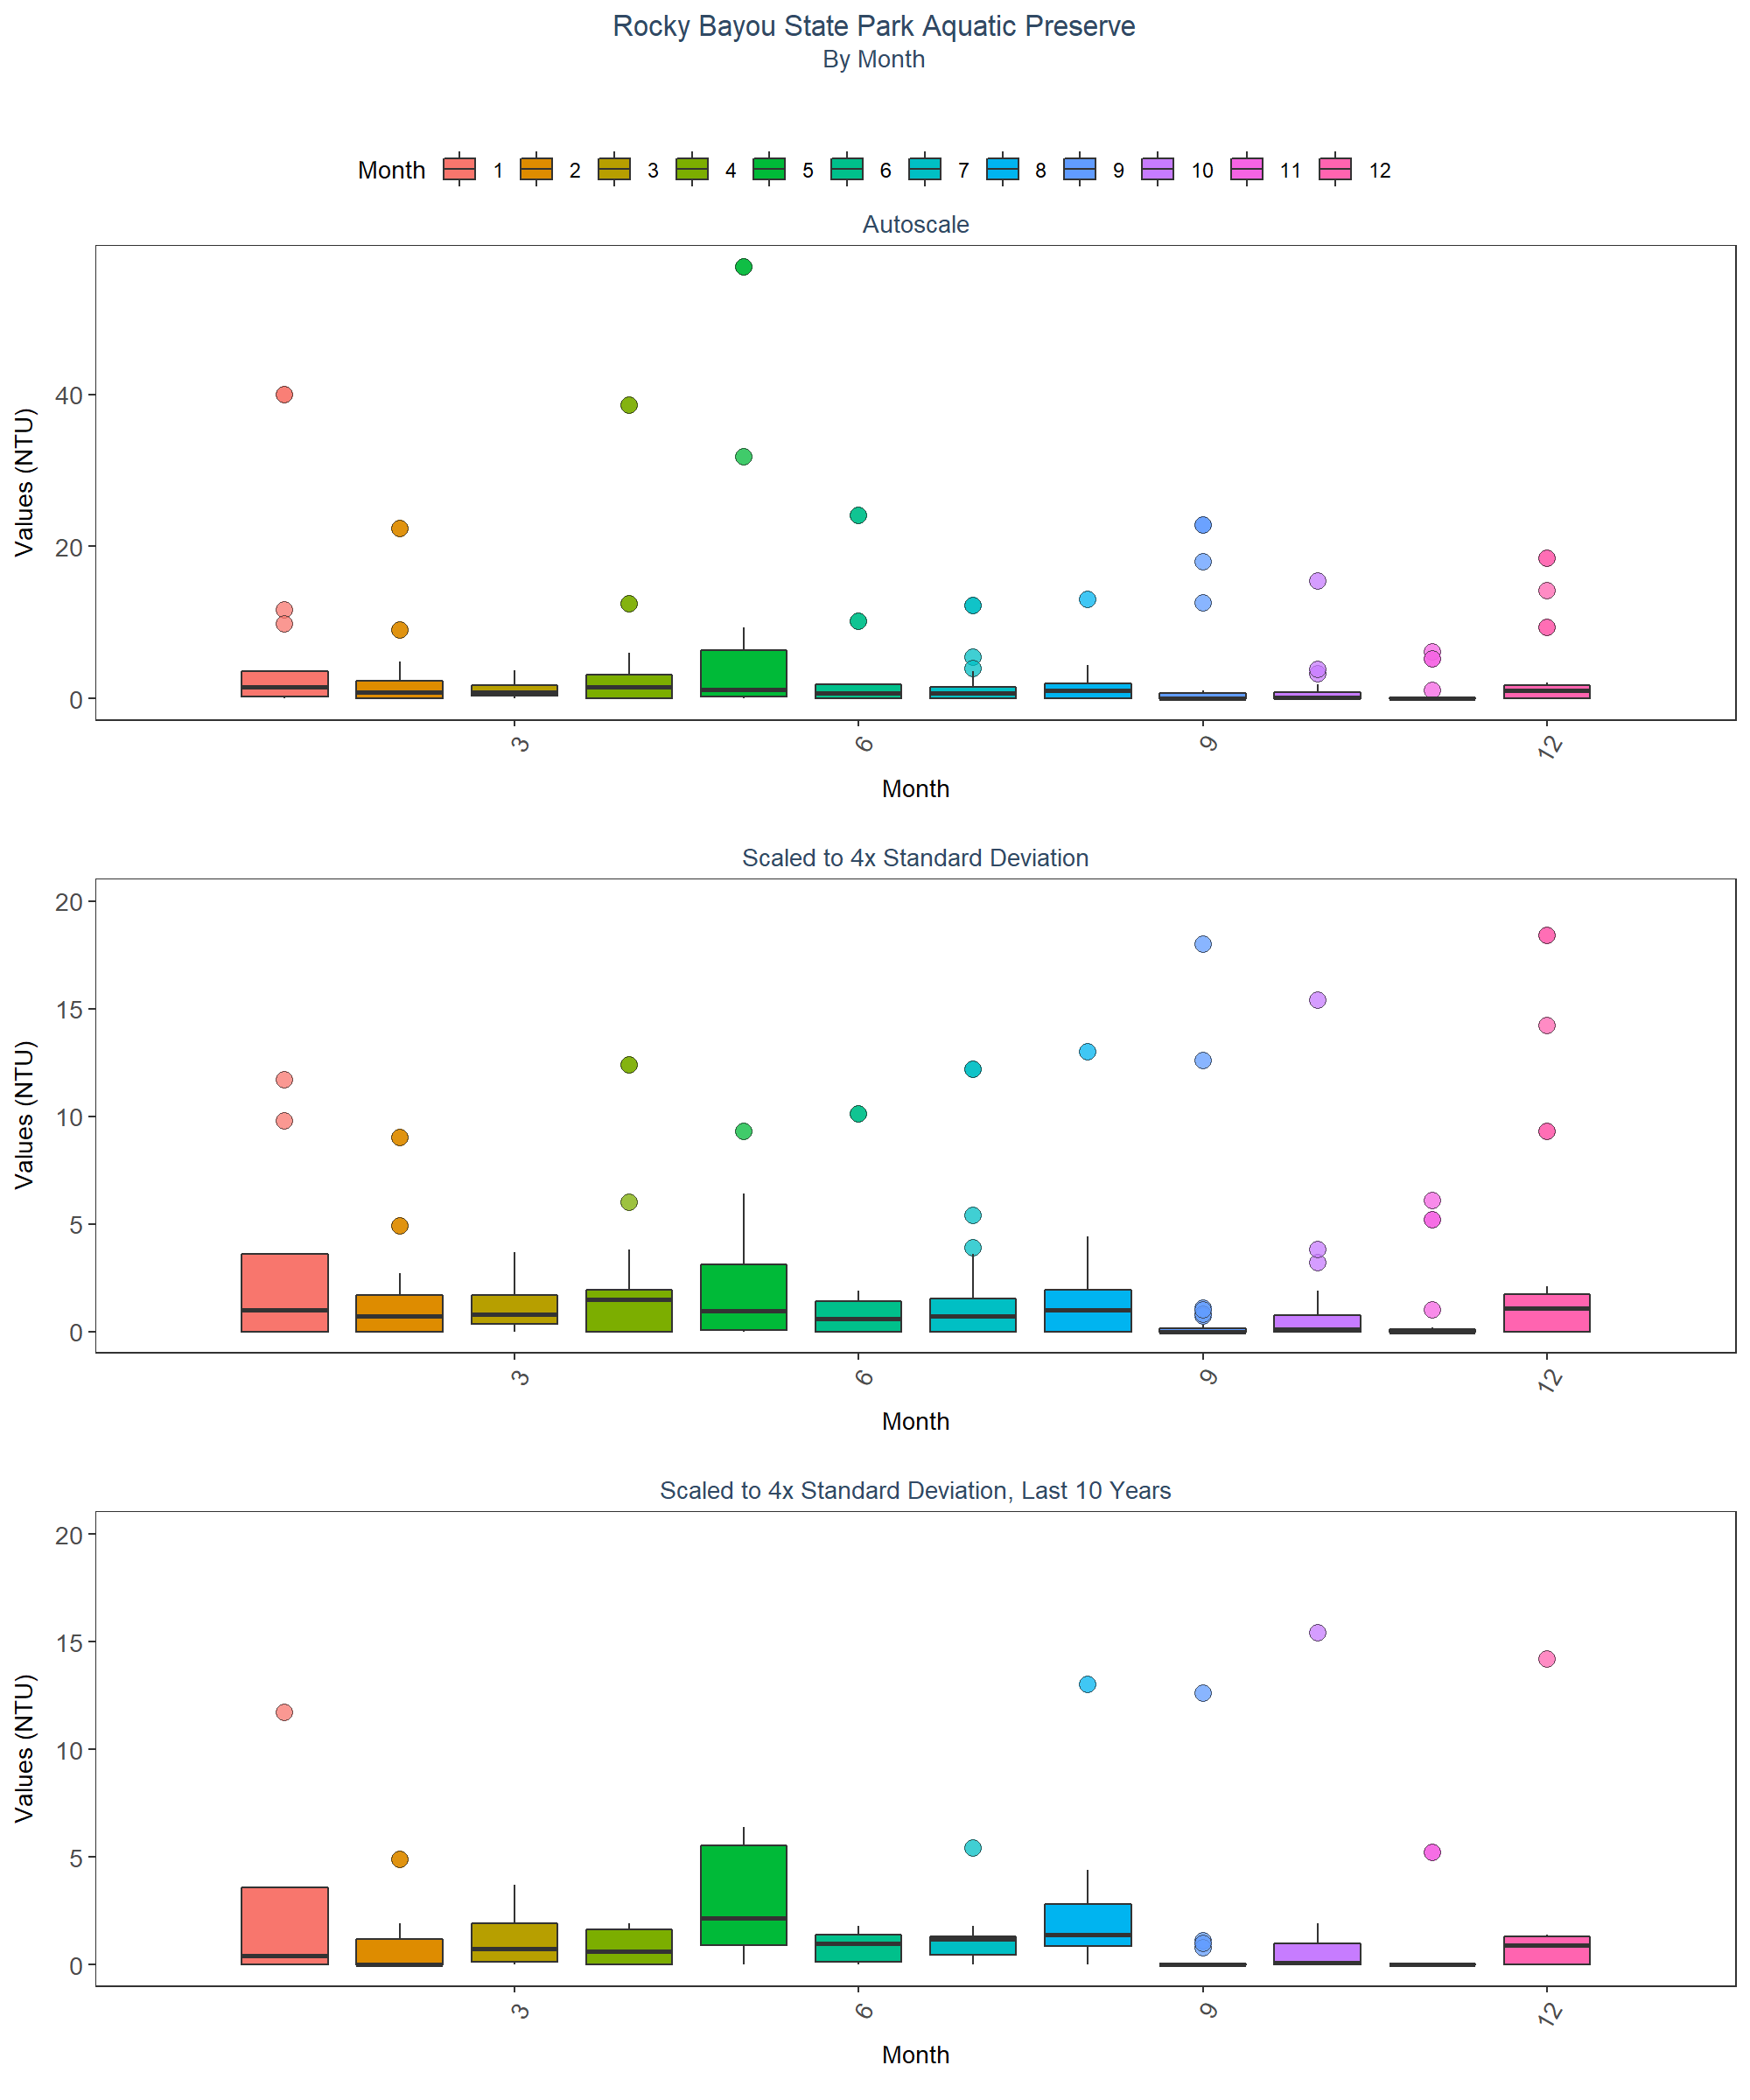 Rocky Bayou State Park Aquatic Preserve
By Month
Month 1 2 3 4 5 6 7 8 9 10 11 12
Autoscale
Values (NTU)
40
20
0
3 6 9 12
Month
Scaled to 4x Standard Deviation
Values (NTU)
20
15
10
5
0
3 6 9 12
Month
Scaled to 4x Standard Deviation, Last 10 Years
Values (NTU)
20
15
10
5
0
3 6 9 12
Month